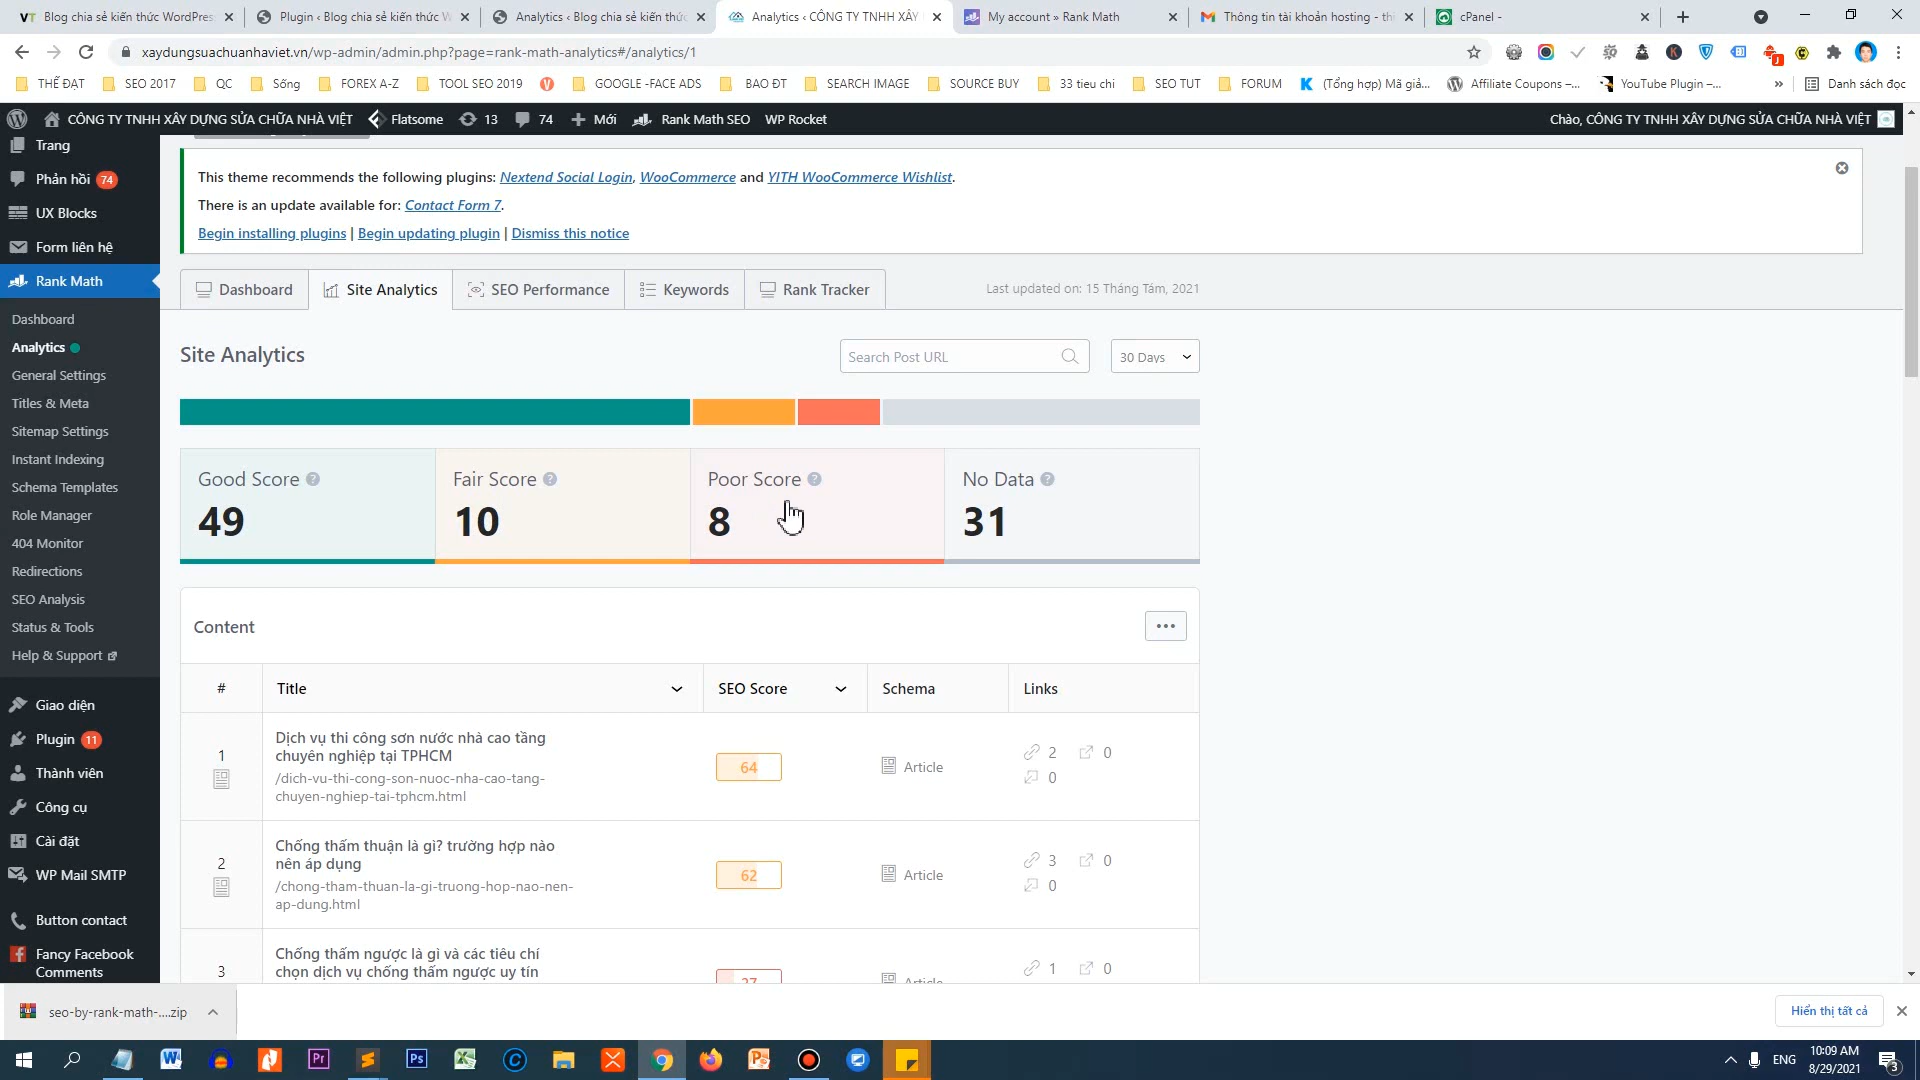 Blog chia sẻ kiến thức WordPres
Plugin ‹ Blog chia sẻ kiến thức W
Analytics ‹ Blog chia sẻ kiến thức
Analytics ‹ CÔNG TY TNHH XÂY
My account » Rank Math
Thông tin tài khoản hosting - thi
cPanel -
xaydungsuachuanhaviet.vn/wp-admin/admin.php?page=rank-math-analytics#/analytics/1
THẺ ĐẠT
SEO 2017
QC
Sống
FOREX A-Z
TOOL SEO 2019
GOOGLE -FACE ADS
BAO ĐT
SEARCH IMAGE
SOURCE BUY
33 tieu chi
SEO TUT
FORUM
(Tổng hợp) Mã giả...
Affiliate Coupons –...
YouTube Plugin –...
»
Danh sách đọc
CÔNG TY TNHH XÂY DỰNG SỬA CHỮA NHÀ VIỆT
Flatsome
13
74
Mới
Rank Math SEO
WP Rocket
Chào, CÔNG TY TNHH XÂY DỰNG SỬA CHỮA NHÀ VIỆT
Trang
Phản hồi 74
UX Blocks
Form liên hệ
Rank Math
Dashboard
Analytics
General Settings
Titles & Meta
Sitemap Settings
Instant Indexing
Schema Templates
Role Manager
404 Monitor
Redirections
SEO Analysis
Status & Tools
Help & Support
Giao diện
Plugin 11
Thành viên
Công cụ
Cài đặt
WP Mail SMTP
Button contact
Fancy Facebook
Comments
This theme recommends the following plugins: Nextend Social Login, WooCommerce and YITH WooCommerce Wishlist.
There is an update available for: Contact Form 7.
Begin installing plugins | Begin updating plugin | Dismiss this notice
Dashboard
Site Analytics
SEO Performance
Keywords
Rank Tracker
Last updated on: 15 Tháng Tám, 2021
Site Analytics
Search Post URL
30 Days
Good Score
49
Fair Score
10
Poor Score
8
No Data
31
Content
#
Title
SEO Score
Schema
Links
1
Dịch vụ thi công sơn nước nhà cao tầng
chuyên nghiệp tại TPHCM
/dich-vu-thi-cong-son-nuoc-nha-cao-tang-
chuyen-nghiep-tai-tphcm.html
64
Article
2
0
0
2
Chống thấm thuận là gì? trường hợp nào
nên áp dụng
/chong-tham-thuan-la-gi-truong-hop-nao-nen-
ap-dung.html
62
Article
3
0
0
3
Chống thấm ngược là gì và các tiêu chí
chọn dịch vụ chống thấm ngược uy tín
Article
1
0
seo-by-rank-math-....zip
Hiển thị tất cả
ENG
10:09 AM
8/29/2021
3